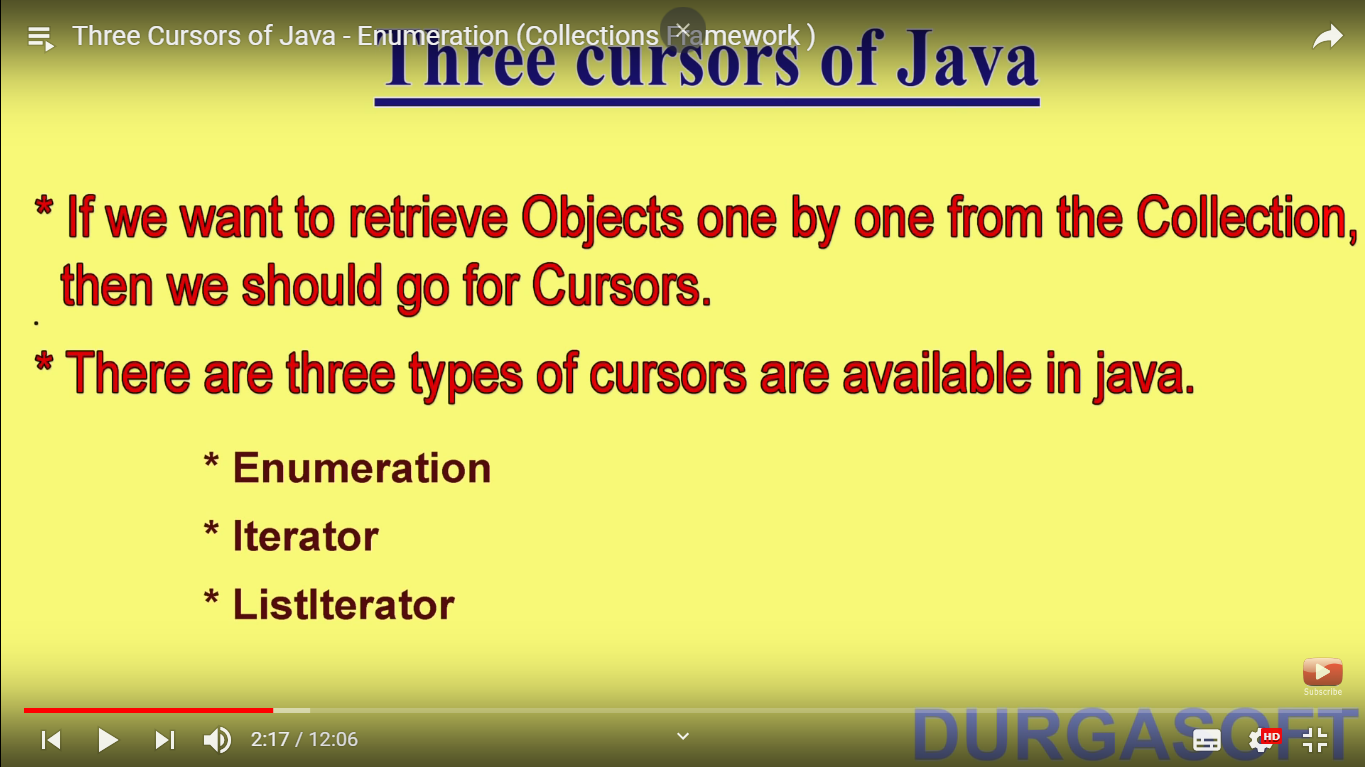 Three Cursors of Java - Enumeration (Collections Framework )
Three cursors of Java
* If we want to retrieve Objects one by one from the Collection,
then we should go for Cursors.
* There are three types of cursors are available in java.
* Enumeration
* Iterator
* ListIterator
Subscribe
2:17 / 12:06
HD
DURGASOFT